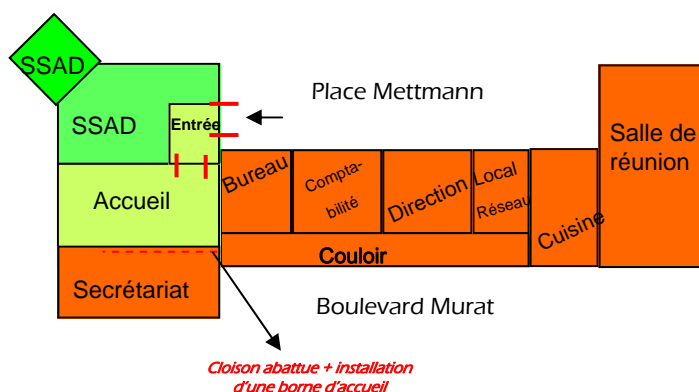 SSAD
Place Mettmann
SSAD
Entrée
Salle de
réunion
Bureau
Compta-
bilité
Direction
Local
Réseau
Cuisine
Accueil
Couloir
Secrétariat
Boulevard Murat
Cloison abattue + installation
d'une borne d'accueil